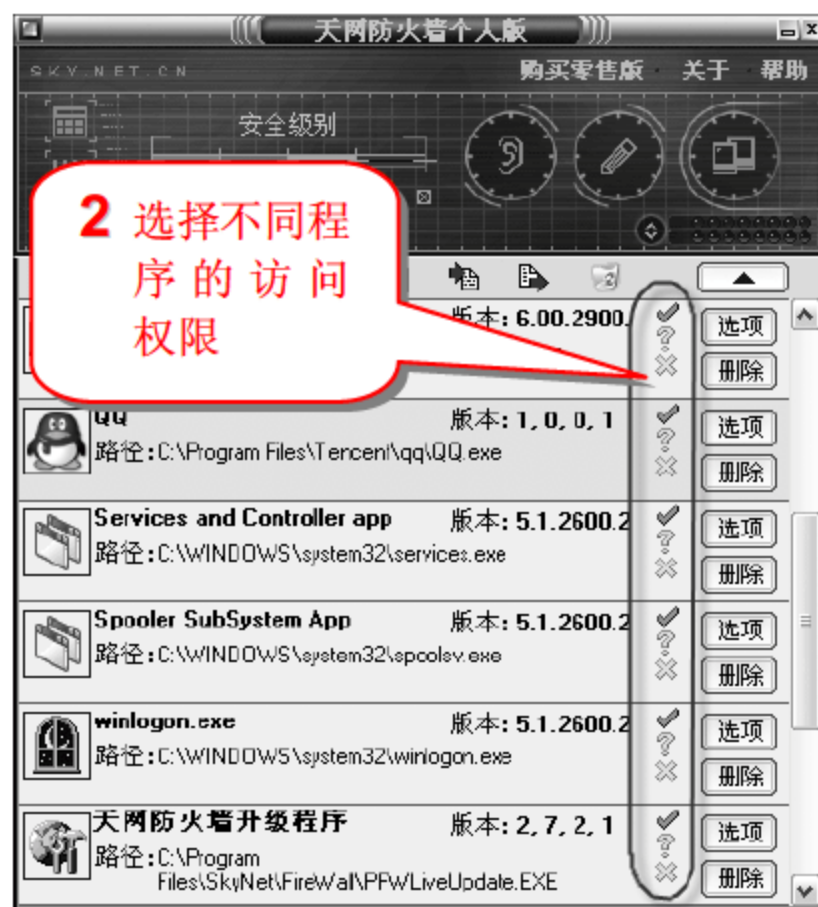 天网防火墙个人版
SKY.NET.CN
购买零售版 关于 帮助
安全级别
2 选择不同程
序的访问
权限
版本: 6.00.2900.
选项
删除
QQ 版本: 1, 0, 0, 1
选项
路径:C:\Program Files\Tencent\qq\QQ.exe
删除
Services and Controller app 版本: 5.1.2600.2
选项
路径:C:\WINDOWS\system32\services.exe
删除
Spooler SubSystem App 版本: 5.1.2600.2
选项
路径:C:\WINDOWS\system32\spoolsv.exe
删除
winlogon.exe 版本: 5.1.2600.2
选项
路径:C:\WINDOWS\system32\winlogon.exe
删除
天网防火墙升级程序 版本: 2, 7, 2, 1
选项
路径:C:\Program
Files\SkyNet\FireWall\PFWLiveUpdate.EXE
删除